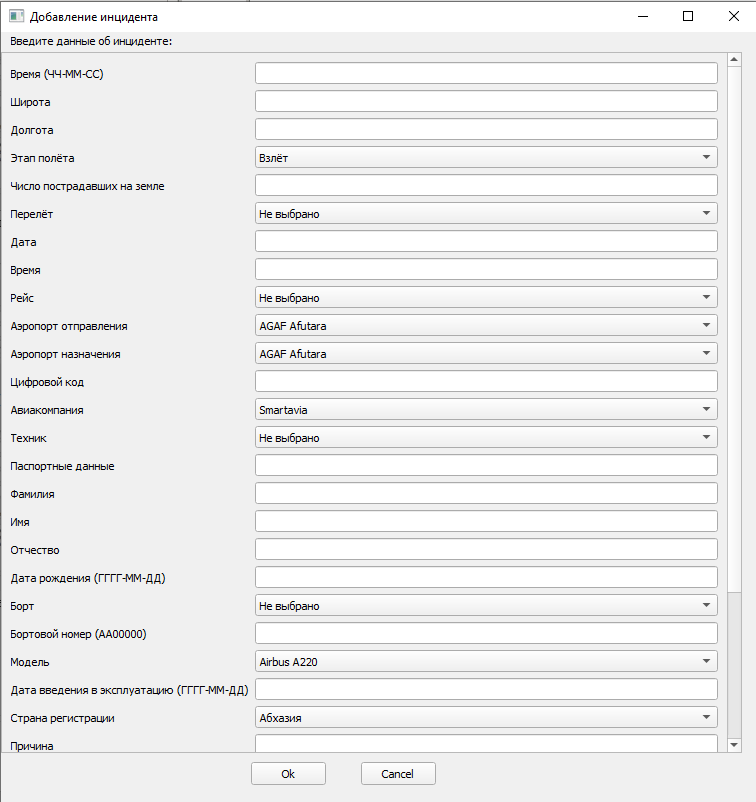 Добавление инцидента
Введите данные об инциденте:
Время (ЧЧ-ММ-СС)
Широта
Долгота
Этап полёта Взлёт
Число пострадавших на земле
Перелёт Не выбрано
Дата
Время
Рейс Не выбрано
Аэропорт отправления AGAF Afutara
Аэропорт назначения AGAF Afutara
Цифровой код
Авиакомпания Smartavia
Техник Не выбрано
Паспортные данные
Фамилия
Имя
Отчество
Дата рождения (ГГГГ-ММ-ДД)
Борт Не выбрано
Бортовой номер (АА00000)
Модель Airbus A220
Дата введения в эксплуатацию (ГГГГ-ММ-ДД)
Страна регистрации Абхазия
Причина
Ok Cancel